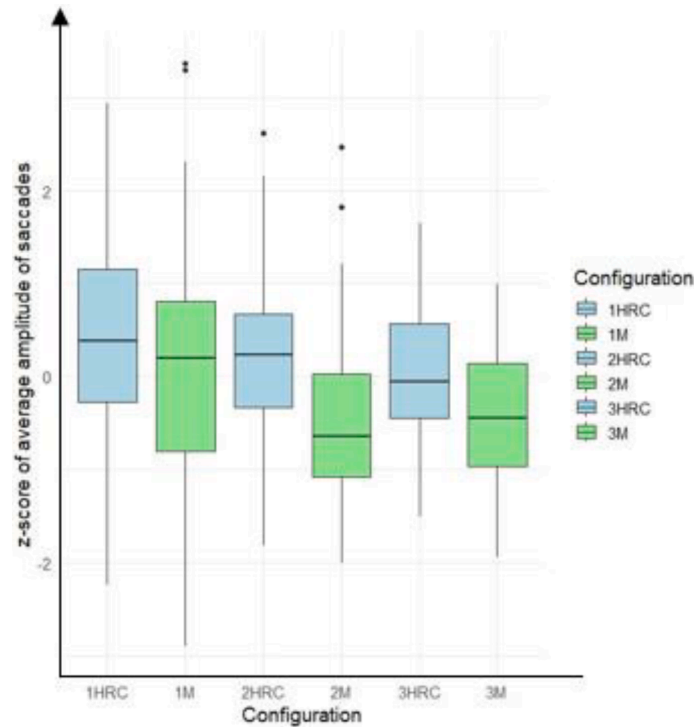 z-score of average amplitude of saccades
2
0
-2
1HRC 1M 2HRC 2M 3HRC 3M
Configuration
Configuration
1HRC
1M
2HRC
2M
3HRC
3M